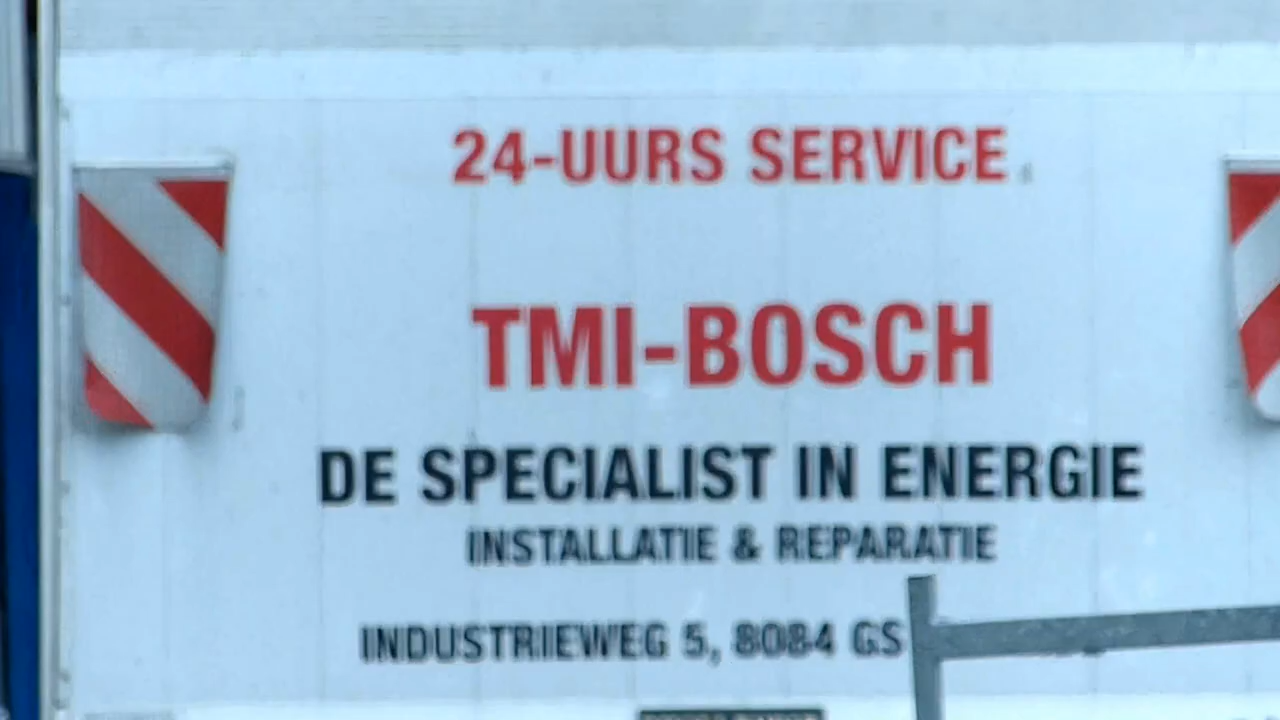 24-UURS SERVICE
TMI-BOSCH
DE SPECIALIST IN ENERGIE
INSTALLATIE & REPARATIE
INDUSTRIEWEG 5, 8084 GS